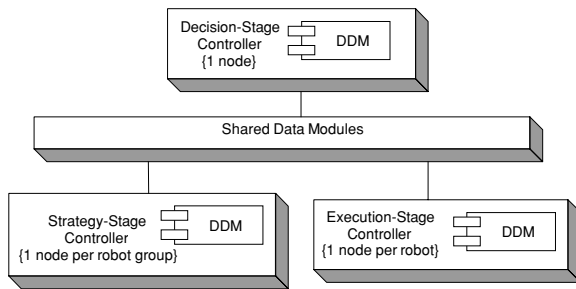 Decision-Stage
Controller
{1 node}
DDM
Shared Data Modules
Strategy-Stage
Controller
{1 node per robot group}
DDM
Execution-Stage
Controller
{1 node per robot}
DDM